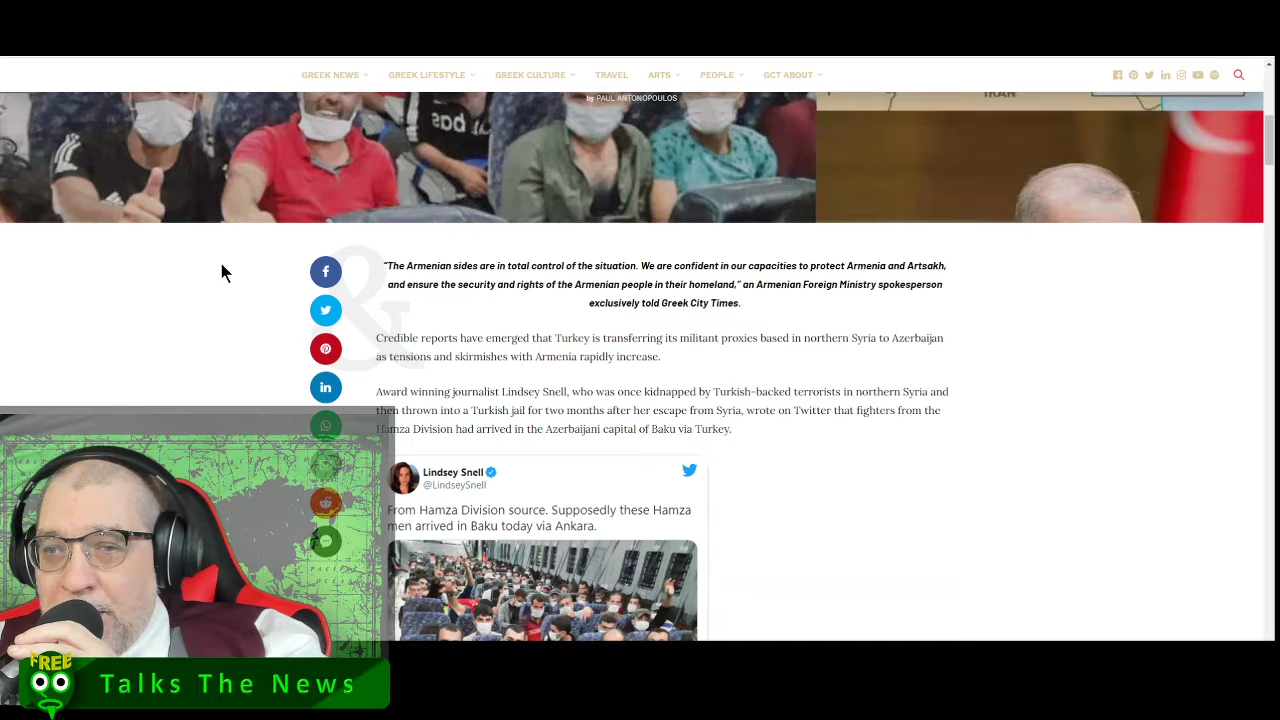 GREEK NEWS GREEK LIFESTYLE GREEK CULTURE TRAVEL ARTS PEOPLE GCT ABOUT
by PAUL ANTONOPOULOS
IRAN
“The Armenian sides are in total control of the situation. We are confident in our capacities to protect Armenia and Artsakh,
and ensure the security and rights of the Armenian people in their homeland,” an Armenian Foreign Ministry spokesperson
exclusively told Greek City Times.
Credible reports have emerged that Turkey is transferring its militant proxies based in northern Syria to Azerbaijan
as tensions and skirmishes with Armenia rapidly increase.
Award winning journalist Lindsey Snell, who was once kidnapped by Turkish-backed terrorists in northern Syria and
then thrown into a Turkish jail for two months after her escape from Syria, wrote on Twitter that fighters from the
Hamza Division had arrived in the Azerbaijani capital of Baku via Turkey.
Lindsey Snell
@LindseySnell
From Hamza Division source. Supposedly these Hamza
men arrived in Baku today via Ankara.
FREE
Talks The News